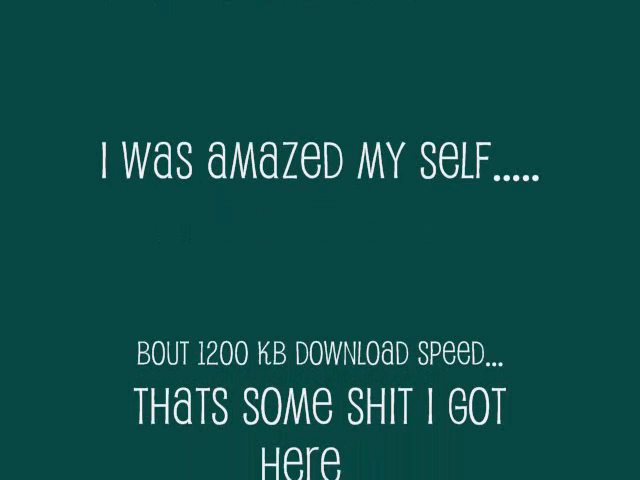 I was amazed my self.....
Bout 1200 KB Download speed...
Thats some shit I got
Here